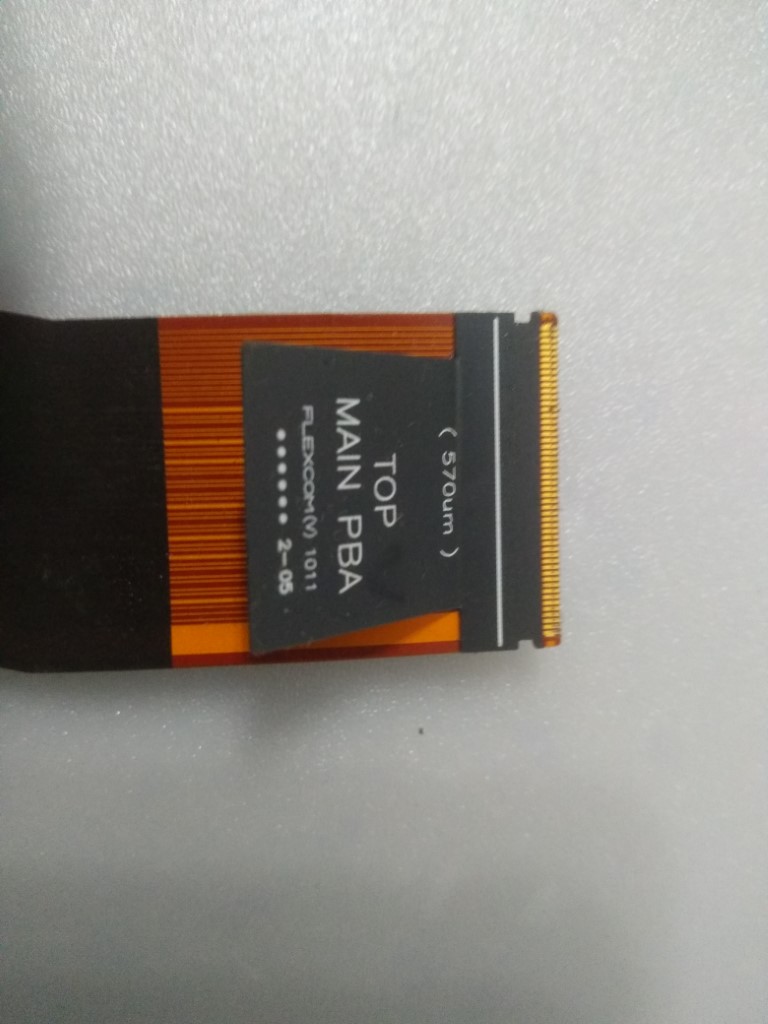 ( 570um )
TOP
MAIN PBA
FLEXCOM(V) 1011
•••••• 2-05